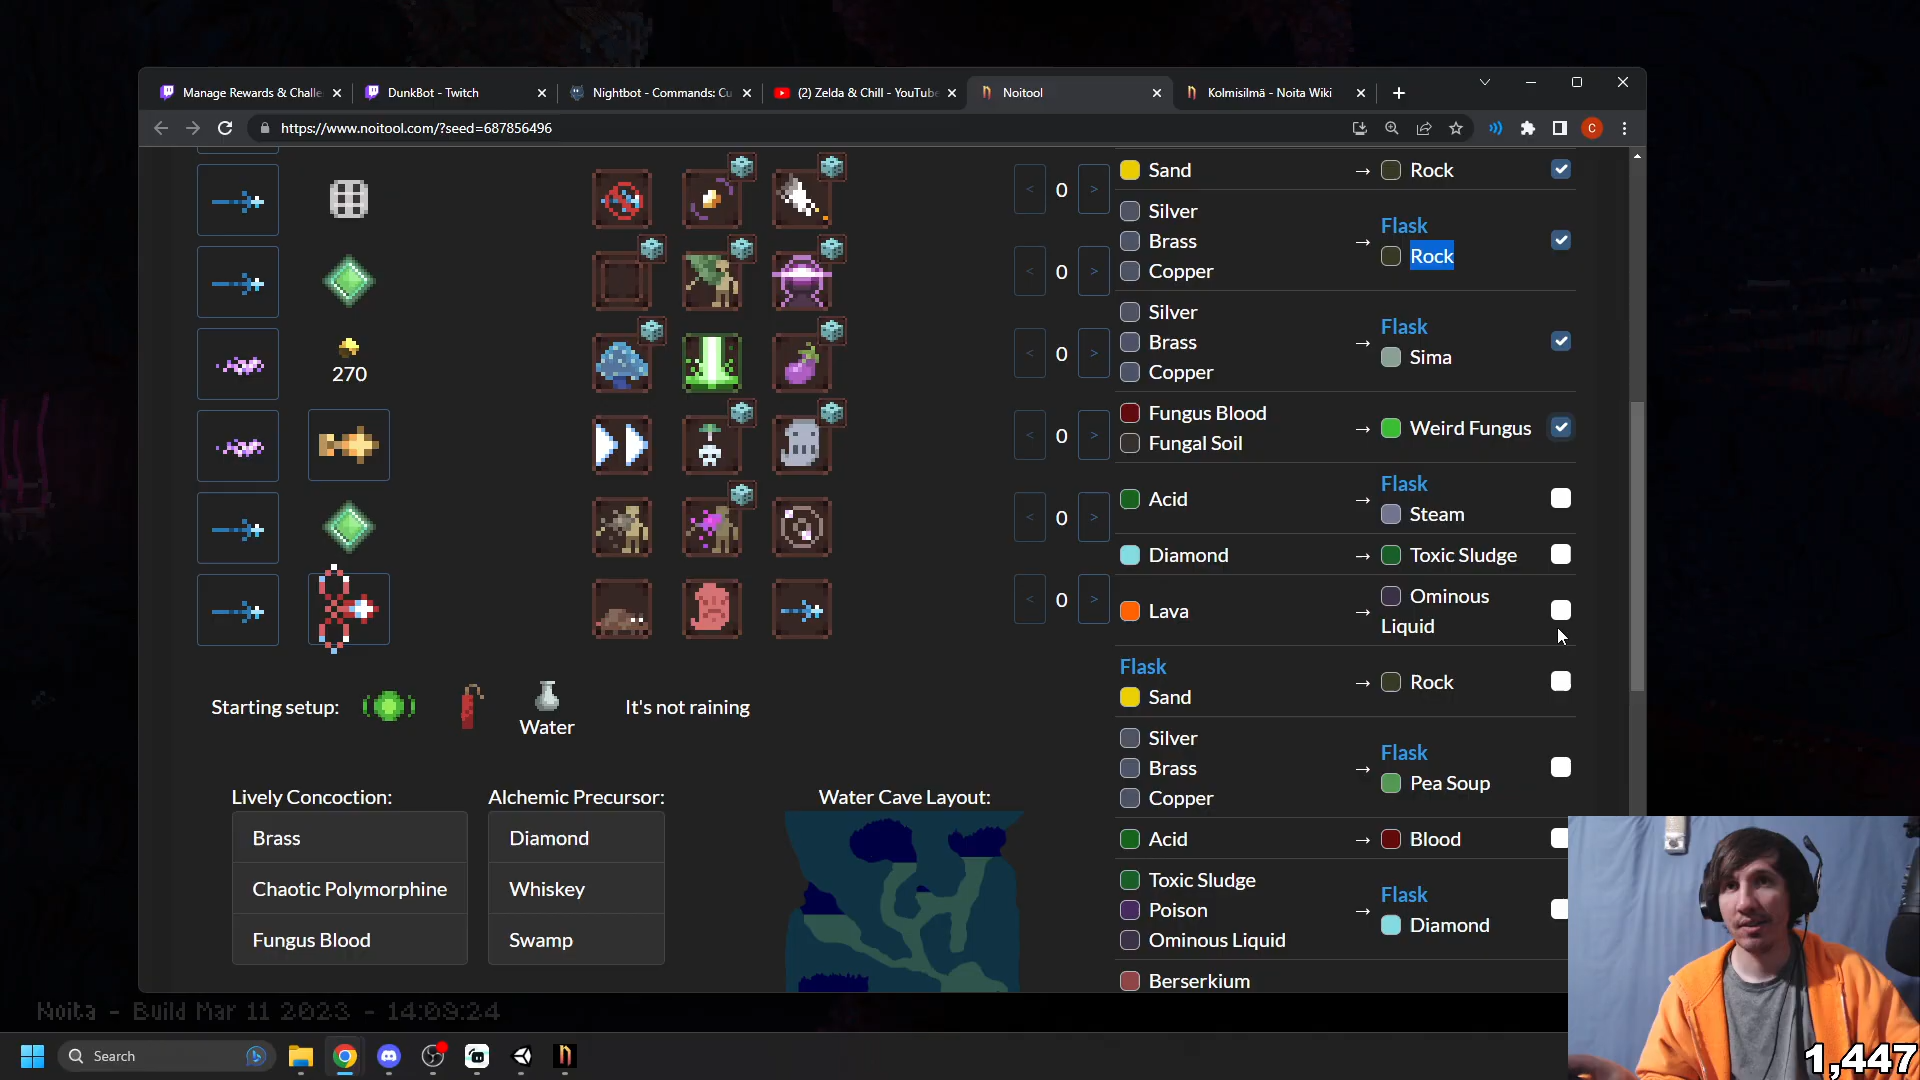 Manage Rewards & Challe
DunkBot - Twitch
Nightbot - Commands: Cu
(2) Zelda & Chill - YouTube
Noitool
Kolmisilmä - Noita Wiki
https://www.noitool.com/?seed=687856496
C
Sand → Rock
Silver
Brass
Copper
→
Flask
Rock
Silver
Brass
Copper
→
Flask
Sima
Fungus Blood
Fungal Soil
→ Weird Fungus
Acid →
Flask
Steam
Diamond → Toxic Sludge
Lava →
Ominous
Liquid
Flask
Sand
→ Rock
Silver
Brass
Copper
→
Flask
Pea Soup
Acid → Blood
Toxic Sludge
Poison
Ominous Liquid
→
Flask
Diamond
Berserkium
< 0 >
< 0 >
< 0 >
< 0 >
< 0 >
< 0 >
270
Starting setup:
Water
It's not raining
Lively Concoction:
Brass
Chaotic Polymorphine
Fungus Blood
Alchemic Precursor:
Diamond
Whiskey
Swamp
Water Cave Layout:
Noita - Build Mar 11 2023 - 14:09:24
Search
1,447